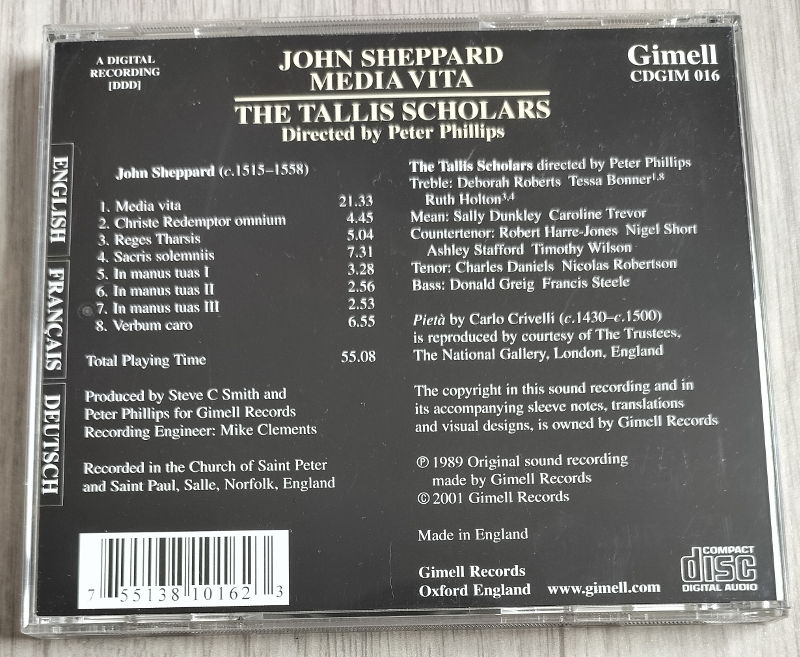 A DIGITAL
RECORDING
[DDD]
JOHN SHEPPARD
MEDIA VITA
THE TALLIS SCHOLARS
Directed by Peter Phillips
Gimell
CDGIM 016
ENGLISH
FRANÇAIS
DEUTSCH
John Sheppard (c.1515–1558)
1. Media vita 21.33
2. Christe Redemptor omnium 4.45
3. Reges Tharsis 5.04
4. Sacris solemniis 7.31
5. In manus tuas I 3.28
6. In manus tuas II 2.56
7. In manus tuas III 2.53
8. Verbum caro 6.55
Total Playing Time 55.08
Produced by Steve C Smith and
Peter Phillips for Gimell Records
Recording Engineer: Mike Clements
Recorded in the Church of Saint Peter
and Saint Paul, Salle, Norfolk, England
7 55138 10162 3
The Tallis Scholars directed by Peter Phillips
Treble: Deborah Roberts Tessa Bonner1,8
Ruth Holton3,4
Mean: Sally Dunkley Caroline Trevor
Countertenor: Robert Harre-Jones Nigel Short
Ashley Stafford Timothy Wilson
Tenor: Charles Daniels Nicolas Robertson
Bass: Donald Greig Francis Steele
Pietà by Carlo Crivelli (c.1430–c.1500)
is reproduced by courtesy of The Trustees,
The National Gallery, London, England
The copyright in this sound recording and in
its accompanying sleeve notes, translations
and visual designs, is owned by Gimell Records
℗ 1989 Original sound recording
made by Gimell Records
© 2001 Gimell Records
Made in England
Gimell Records
Oxford England www.gimell.com
COMPACT
disc
DIGITAL AUDIO